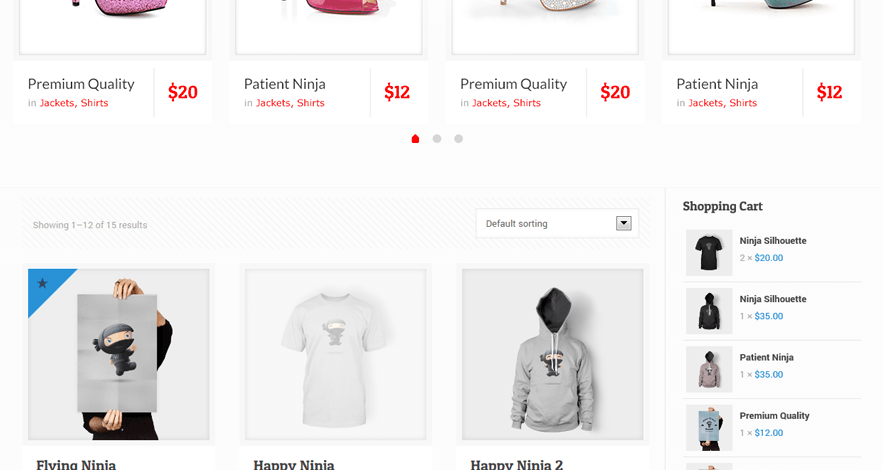 Premium Quality
in Jackets, Shirts
$20
Patient Ninja
in Jackets, Shirts
$12
Premium Quality
in Jackets, Shirts
$20
Patient Ninja
in Jackets, Shirts
$12
Showing 1–12 of 15 results
Default sorting
Flying Ninja
Happy Ninja
Happy Ninja 2
Shopping Cart
Ninja Silhouette
2 × $20.00
Ninja Silhouette
1 × $35.00
Patient Ninja
1 × $35.00
Premium Quality
1 × $12.00